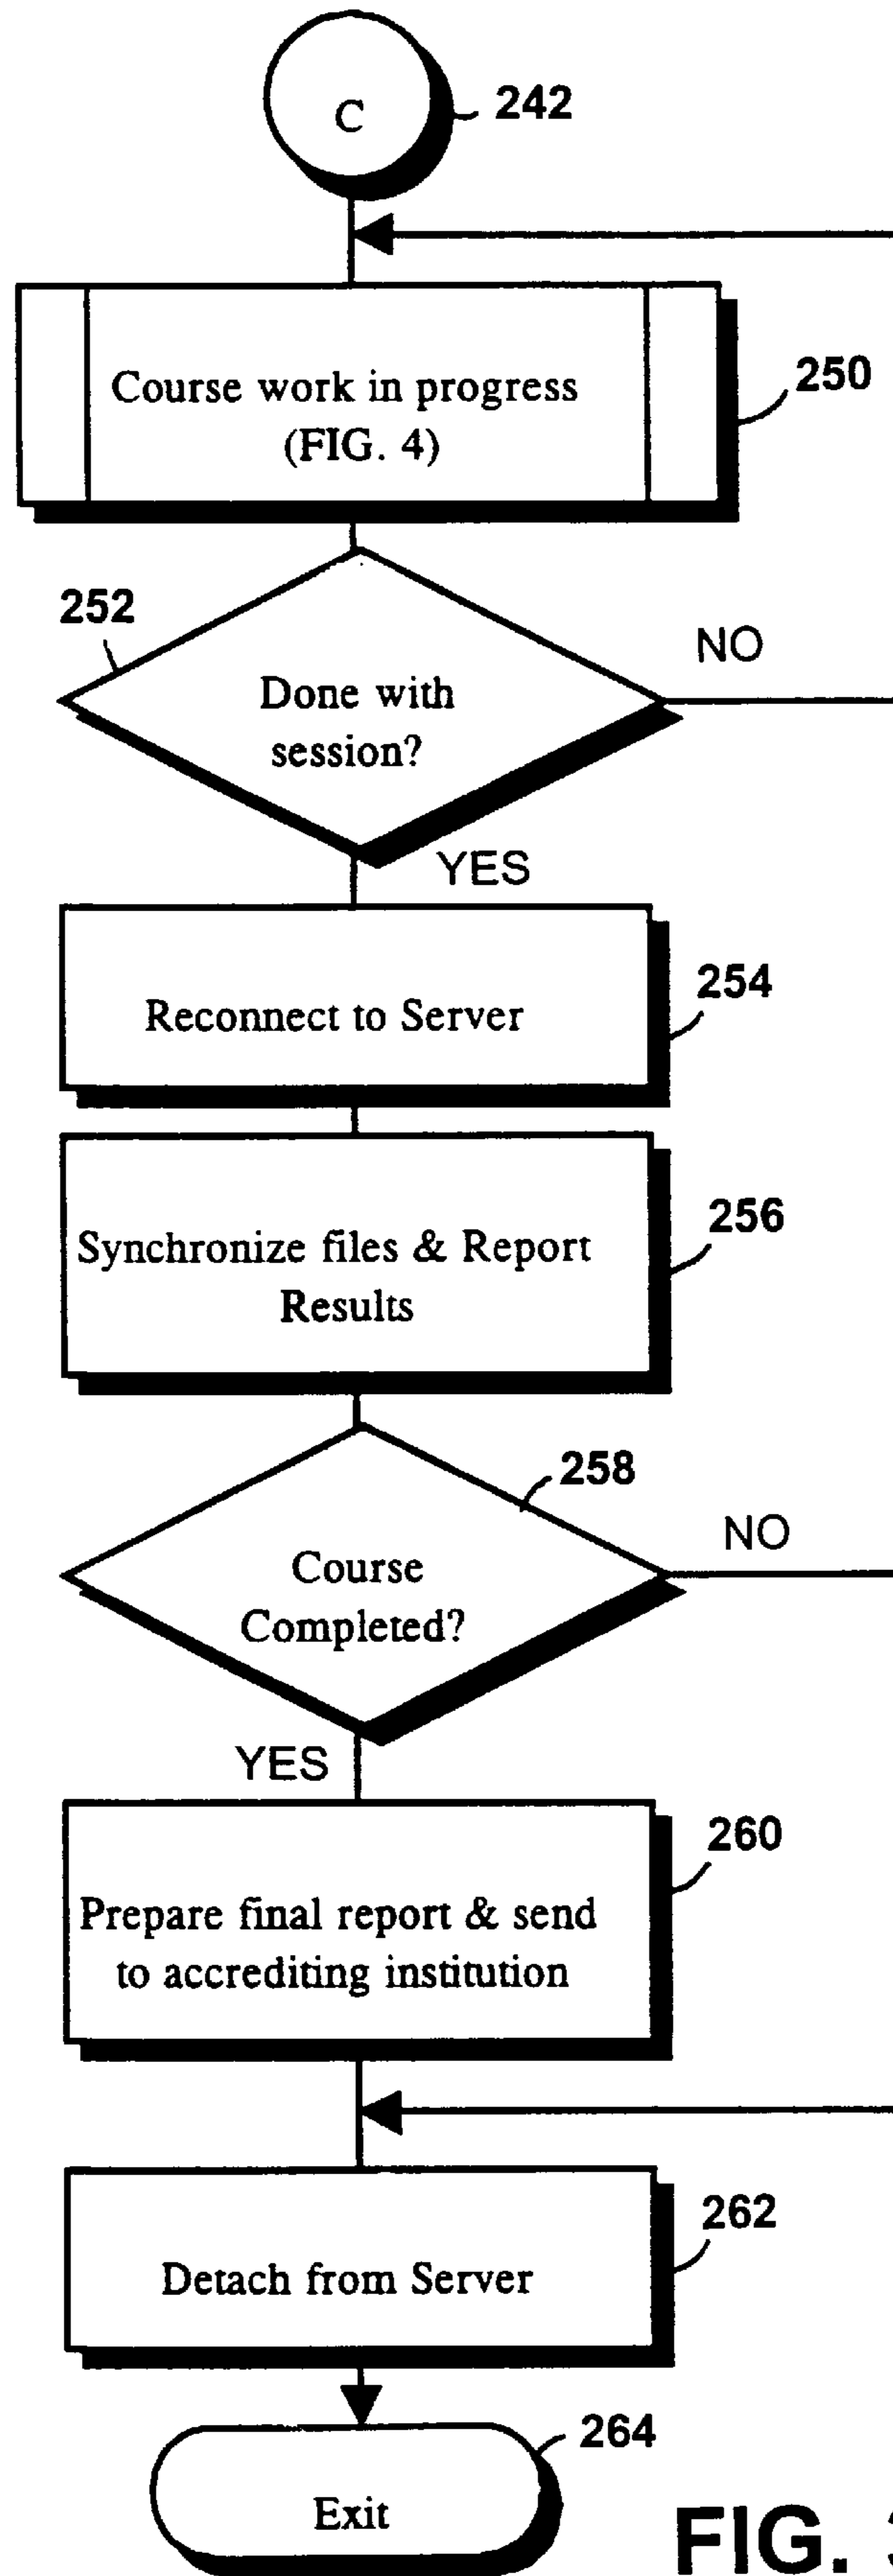 C
242
Course work in progress
(FIG. 4)
250
252
Done with
session?
NO
YES
Reconnect to Server
254
Synchronize files & Report
Results
256
258
Course
Completed?
NO
YES
Prepare final report & send
to accrediting institution
260
Detach from Server
262
Exit
264
FIG.